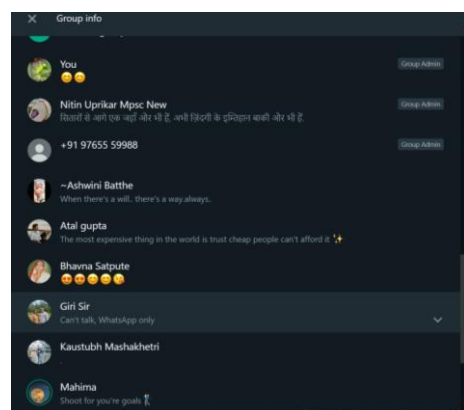 Group info
You
Group Admin
😊😊
Nitin Uprikar Mpsc New
Group Admin
सितारों से आगे एक जहाँ और भी हैं, अभी ज़िंदगी के इम्तिहान बाकी और भी हैं.
+91 97655 59988
Group Admin
~Ashwini Batthe
When there's a will.. there's a way.always..
Atal gupta
The most expensive thing in the world is trust cheap people can't afford it ✨
Bhavna Satpute
😍😍😊😊😘
Giri Sir
Can't talk, WhatsApp only
Kaustubh Mashakhetri
.
Mahima
Shoot for you're goals